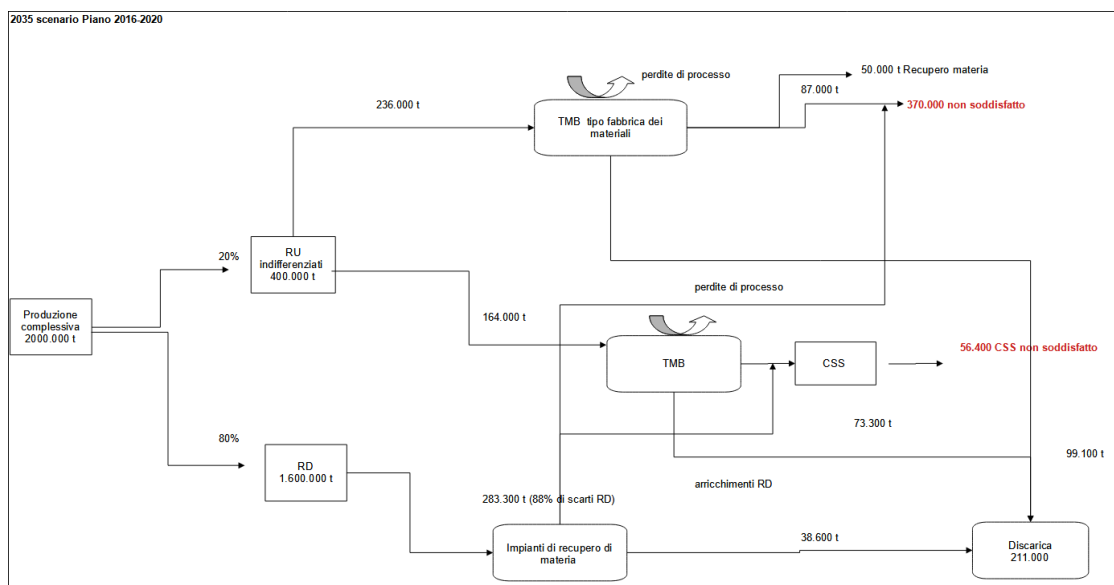 2035 scenario Piano 2016-2020
perdite di processo
50.000 t Recupero materia
87.000 t
370.000 non soddisfatto
236.000 t
TMB tipo fabbrica dei
materiali
20%
RU
indifferenziati
400.000 t
perdite di processo
Produzione
complessiva
2000.000 t
164.000 t
56.400 CSS non soddisfatto
TMB
CSS
73.300 t
80%
RD
1.600.000 t
99.100 t
arricchimenti RD
283.300 t (88% di scarti RD)
38.600 t
Impianti di recupero di
materia
Discarica
211.000